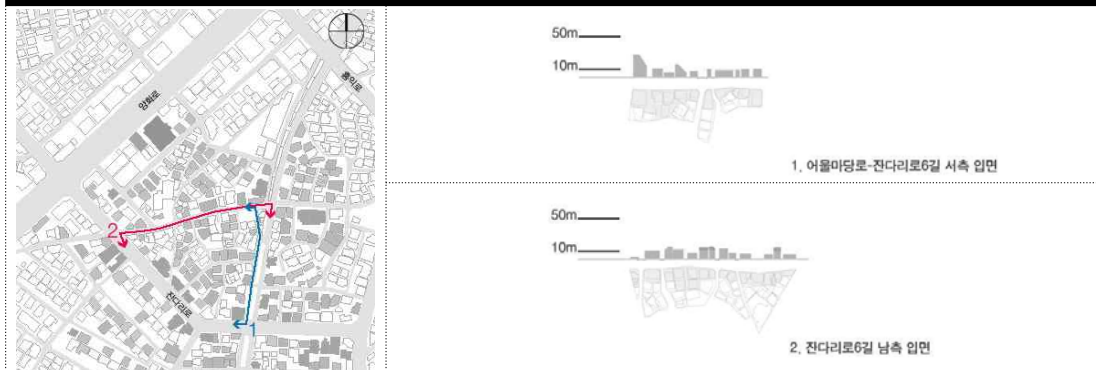 양화로
홍익로
2
잔다리로
1
50m
10m
1, 어울마당로-잔다리로6길 서측 입면
50m
10m
2, 잔다리로6길 남측 입면